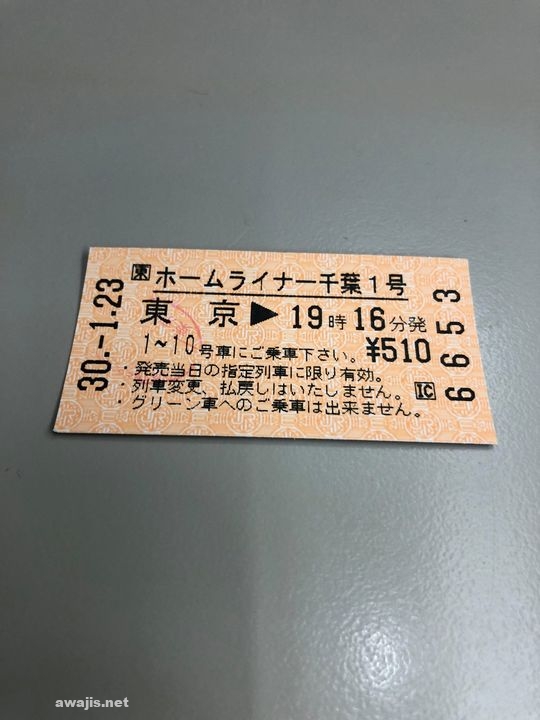 東 ホームライナー千葉1号
東京▶19時16分発
1~10号車にご乗車下さい。¥510
・発売当日の指定列車に限り有効。
・列車変更、払戻しはいたしません。 IC
・グリーン車へのご乗車は出来ません。
30.-1.23
6653
awajis.net